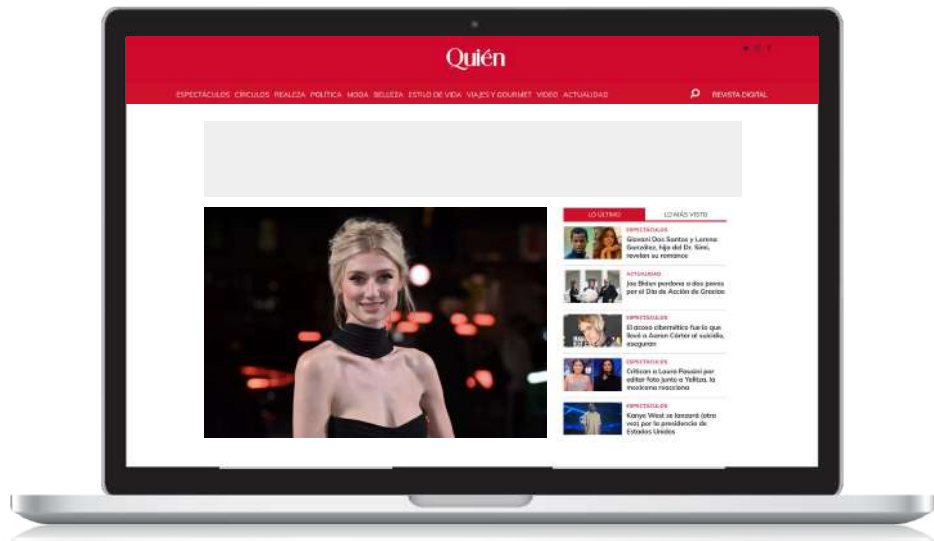 Quién
ESPECTÁCULOS CÍRCULOS REALEZA POLÍTICA MODA BELLEZA ESTILO DE VIDA VIAJES Y GOURMET VIDEO ACTUALIDAD
REVISTA DIGITAL
LO ÚLTIMO
LO MÁS VISTO
ESPECTÁCULOS
Giovani Dos Santos y Lorena
González, hija del Dr. Simi,
revelan su romance
ACTUALIDAD
Joe Biden perdona a dos pavos
por el Día de Acción de Gracias
ESPECTÁCULOS
El acoso cibernético fue lo que
llevó a Aaron Carter al suicidio,
aseguran
ESPECTÁCULOS
Critican a Laura Pausini por
editar foto junto a Yalitza, la
mexicana reacciona
ESPECTÁCULOS
Kanye West se lanzará (otra
vez) por la presidencia de
Estados Unidos